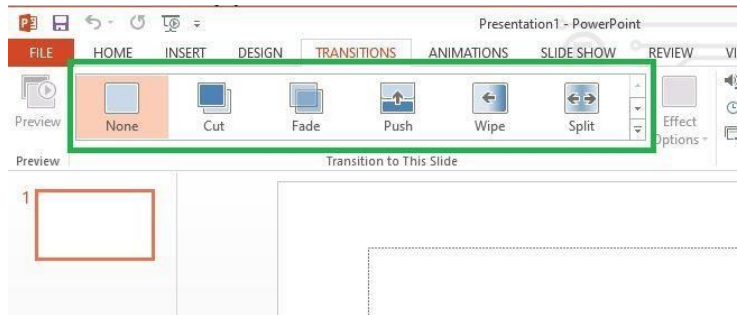 Presentation1 - PowerPoint
FILE HOME INSERT DESIGN TRANSITIONS ANIMATIONS SLIDE SHOW REVIEW VI
Preview None Cut Fade Push Wipe Split Effect
Options
Preview Transition to This Slide
1